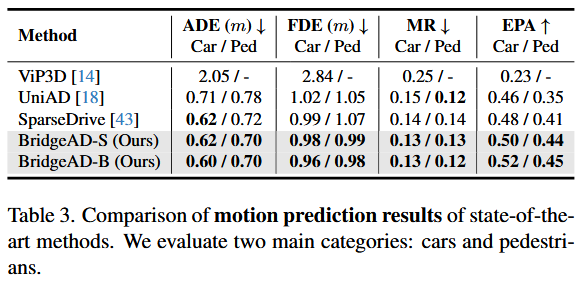 Method ADE (m) ↓ FDE (m) ↓ MR ↓ EPA ↑
Car / Ped Car / Ped Car / Ped Car / Ped
ViP3D [14] 2.05 / - 2.84 / - 0.25 / - 0.23 / -
UniAD [18] 0.71 / 0.78 1.02 / 1.05 0.15 / 0.12 0.46 / 0.35
SparseDrive [43] 0.62 / 0.72 0.99 / 1.07 0.14 / 0.14 0.48 / 0.41
BridgeAD-S (Ours) 0.62 / 0.70 0.98 / 0.99 0.13 / 0.13 0.50 / 0.44
BridgeAD-B (Ours) 0.60 / 0.70 0.96 / 0.98 0.13 / 0.12 0.52 / 0.45
Table 3. Comparison of motion prediction results of state-of-the-
art methods. We evaluate two main categories: cars and pedestri-
ans.